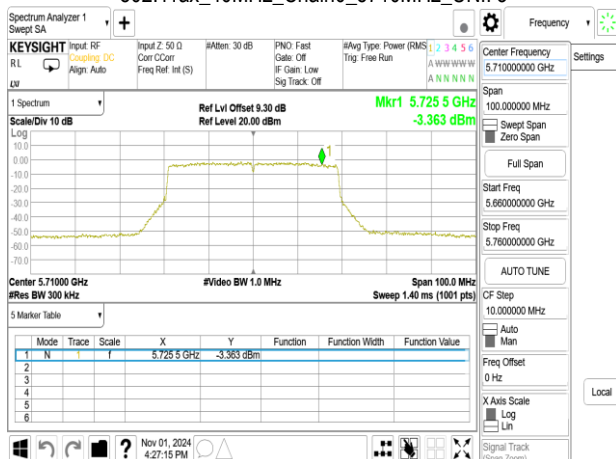 Spectrum Analyzer 1
Swept SA
+
Frequency
KEYSIGHT
RL
Input: RF
Coupling: DC
Align: Auto
Input Z: 50 Ω
Corr CCorr
Freq Ref: Int (S)
#Atten: 30 dB
PNO: Fast
Gate: Off
IF Gain: Low
Sig Track: Off
#Avg Type: Power (RMS
Trig: Free Run
1 2 3 4 5 6
A W W W W W
A N N N N N
Center Frequency
5.710000000 GHz
Settings
Span
100.000000 MHz
Swept Span
Zero Span
Full Span
Start Freq
5.660000000 GHz
Stop Freq
5.760000000 GHz
AUTO TUNE
CF Step
10.000000 MHz
Auto
Man
Freq Offset
0 Hz
X Axis Scale
Log
Lin
Local
Signal Track
(Span Zoom)
1 Spectrum
Scale/Div 10 dB
Log
Ref Lvl Offset 9.30 dB
Ref Level 20.00 dBm
Mkr1 5.725 5 GHz
-3.363 dBm
10.0
0.00
-10.0
-20.0
-30.0
-40.0
-50.0
-60.0
-70.0
1
Center 5.71000 GHz
#Res BW 300 kHz
#Video BW 1.0 MHz
Span 100.0 MHz
Sweep 1.40 ms (1001 pts)
5 Marker Table
Mode Trace Scale X Y Function Function Width Function Value
1 N 1 f 5.725 5 GHz -3.363 dBm
2
3
4
5
6
?
Nov 01, 2024
4:27:15 PM